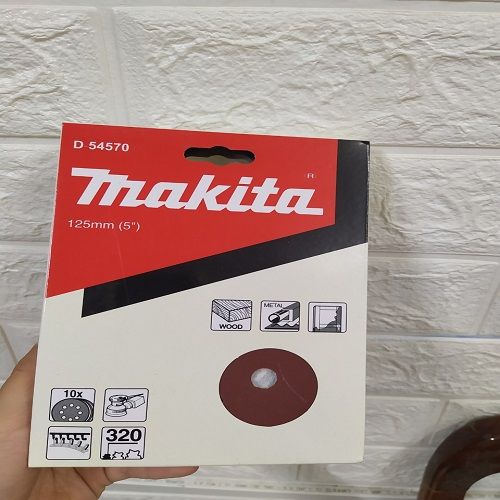 D-54570
makita
R
125mm (5")
WOOD
METAL
10x
320